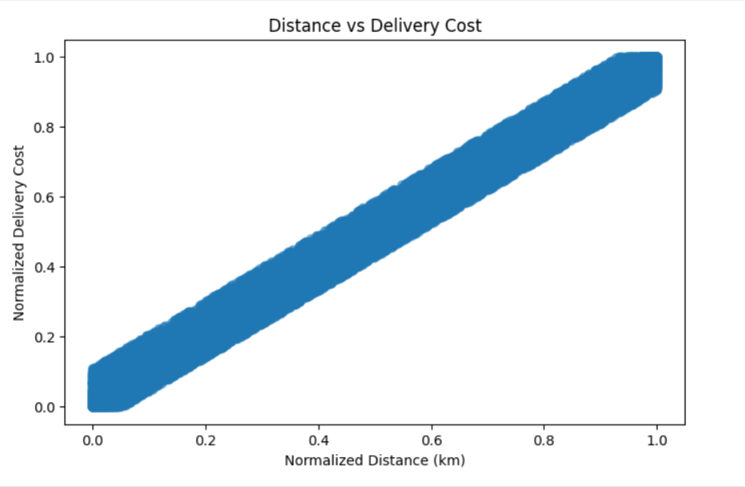 Distance vs Delivery Cost
1.0
0.8
0.6
0.4
0.2
0.0
Normalized Delivery Cost
0.0 0.2 0.4 0.6 0.8 1.0
Normalized Distance (km)